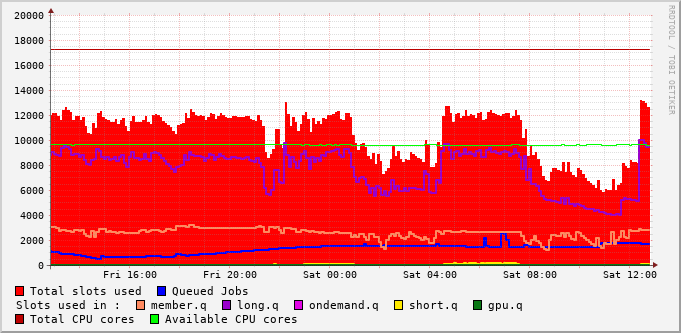 20000
18000
16000
14000
12000
10000
8000
6000
4000
2000
0
Fri 16:00 Fri 20:00 Sat 00:00 Sat 04:00 Sat 08:00 Sat 12:00
RRDTOOL / TOBI OETIKER
Total slots used Queued Jobs
Slots used in : member.q long.q ondemand.q short.q gpu.q
Total CPU cores Available CPU cores